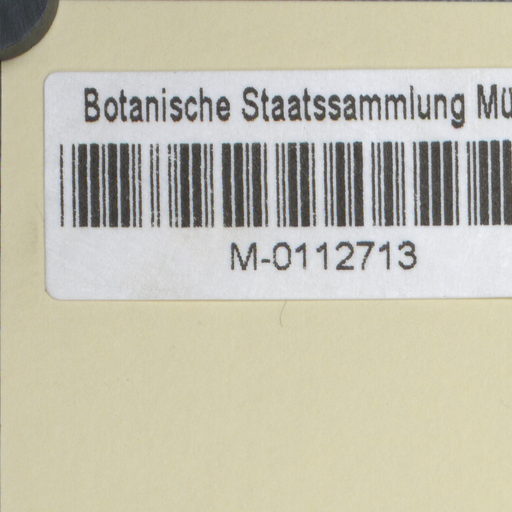 Botanische Staatssammlung Mü
M-0112713